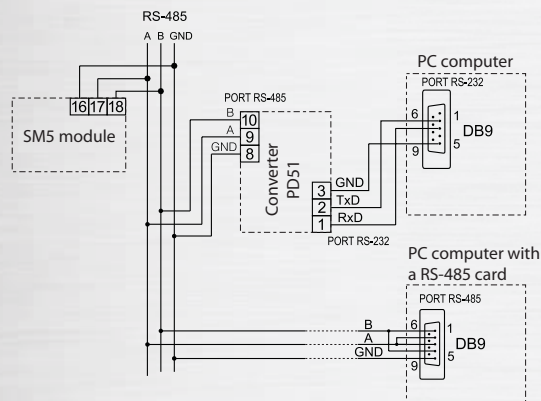 RS-485
A B GND
16 17 18
SM5 module
PORT RS-485
B 10
A 9
GND 8
Converter
PD51
3 GND
2 TxD
1 RxD
PORT RS-232
PC computer
PORT RS-232
6 1
DB9
9 5
PC computer with
a RS-485 card
PORT RS-485
B 6 1
A DB9
GND 5
9